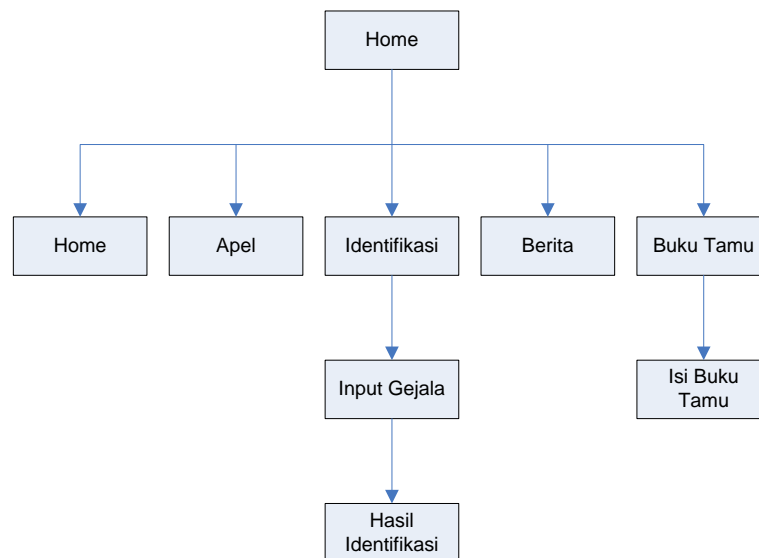 Home
Home
Apel
Identifikasi
Berita
Buku Tamu
Input Gejala
Isi Buku
Tamu
Hasil
Identifikasi